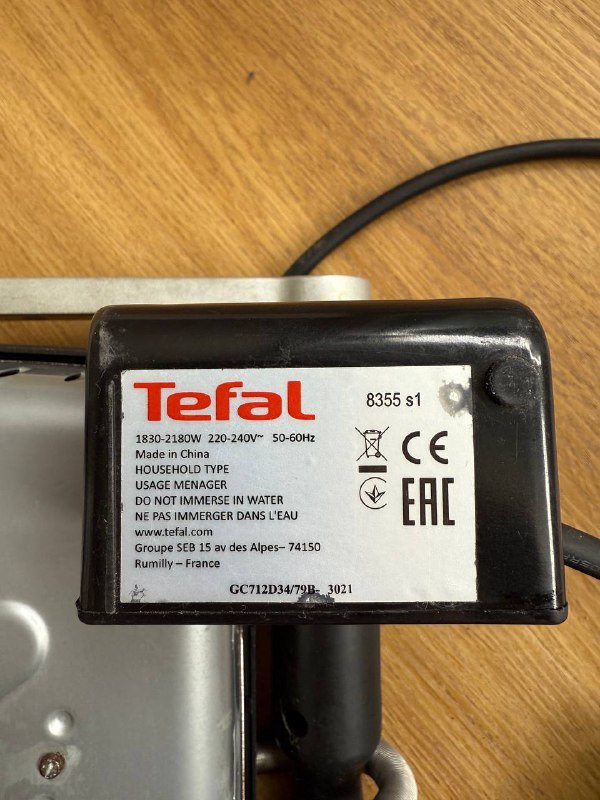 Tefal
8355 s1
1830-2180W 220-240V~ 50-60Hz
Made in China
HOUSEHOLD TYPE
USAGE MENAGER
DO NOT IMMERSE IN WATER
NE PAS IMMERGER DANS L'EAU
www.tefal.com
Groupe SEB 15 av des Alpes– 74150
Rumilly – France
CE
EAC
GC712D34/79B- 3021